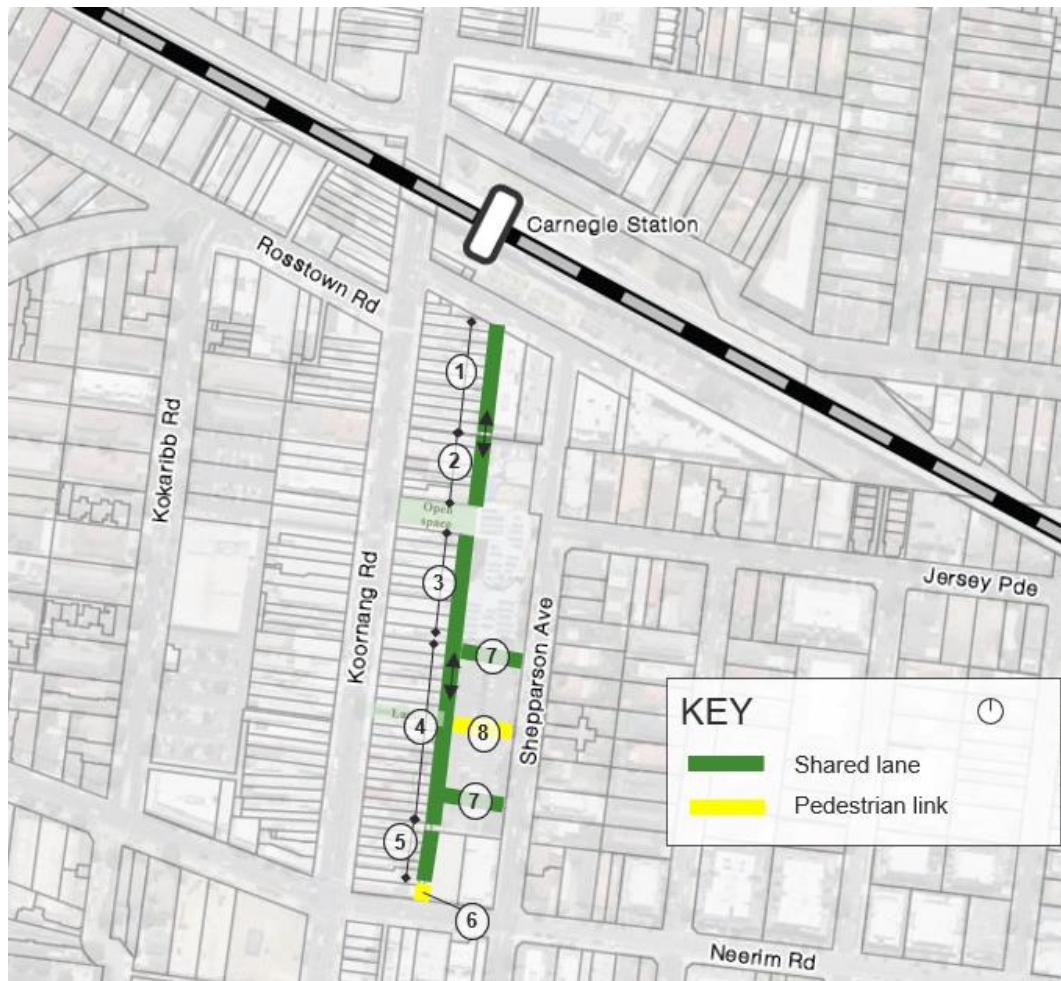 Carnegie Station
Rosstown Rd
1
2
Kokaribb Rd
Open
space
Koornang Rd
3
Jersey Pde
7
Shepparson Ave
4
8
7
5
6
Neerim Rd
KEY
Shared lane
Pedestrian link